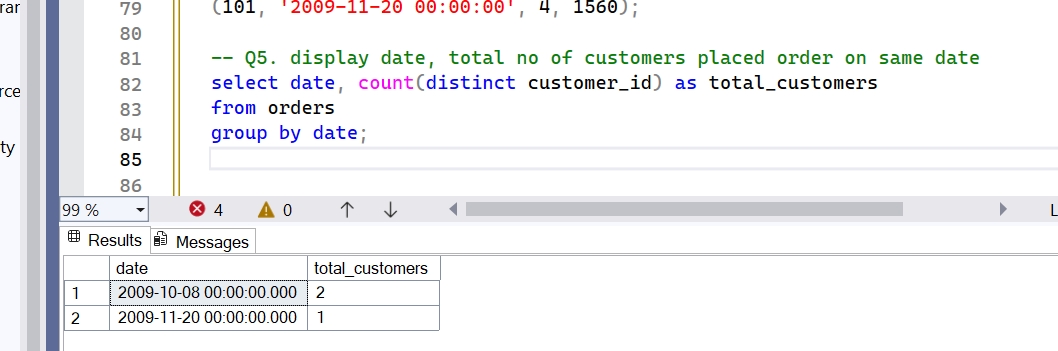 79 (101, '2009-11-20 00:00:00', 4, 1560);
80
81 -- Q5. display date, total no of customers placed order on same date
82 select date, count(distinct customer_id) as total_customers
83 from orders
84 group by date;
85
86
99 % 4 0
Results Messages
date total_customers
1 2009-10-08 00:00:00.000 2
2 2009-11-20 00:00:00.000 1